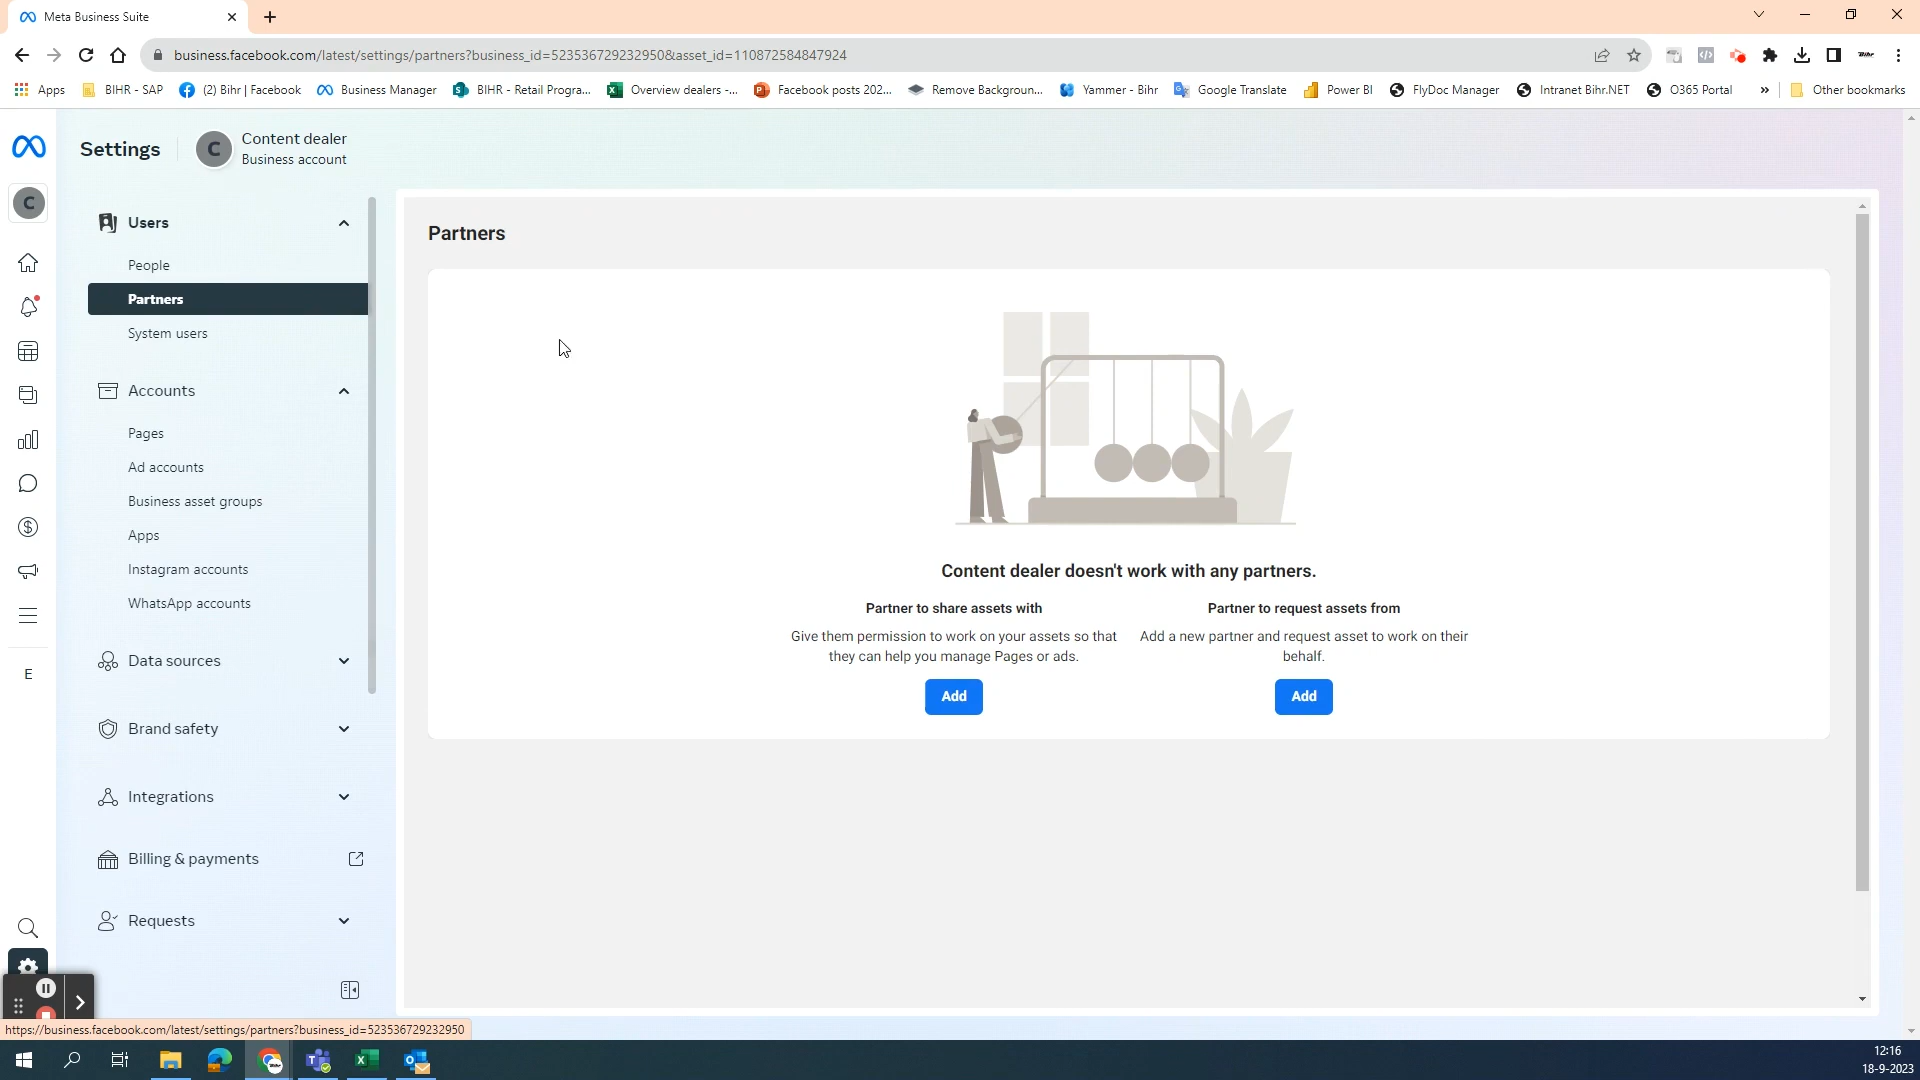 Meta Business Suite
business.facebook.com/latest/settings/partners?business_id=523536729232950&asset_id=110872584847924
Apps
BIHR - SAP
(2) Bihr | Facebook
Business Manager
BIHR - Retail Progra...
Overview dealers -...
Facebook posts 202...
Remove Backgroun...
Yammer - Bihr
Google Translate
Power BI
FlyDoc Manager
Intranet Bihr.NET
O365 Portal
»
Other bookmarks
Settings
C
Content dealer
Business account
C
E
Users
People
Partners
System users
Accounts
Pages
Ad accounts
Business asset groups
Apps
Instagram accounts
WhatsApp accounts
Data sources
Brand safety
Integrations
Billing & payments
Requests
Partners
Content dealer doesn't work with any partners.
Partner to share assets with
Give them permission to work on your assets so that
they can help you manage Pages or ads.
Add
Partner to request assets from
Add a new partner and request asset to work on their
behalf.
Add
https://business.facebook.com/latest/settings/partners?business_id=523536729232950
12:16
18-9-2023